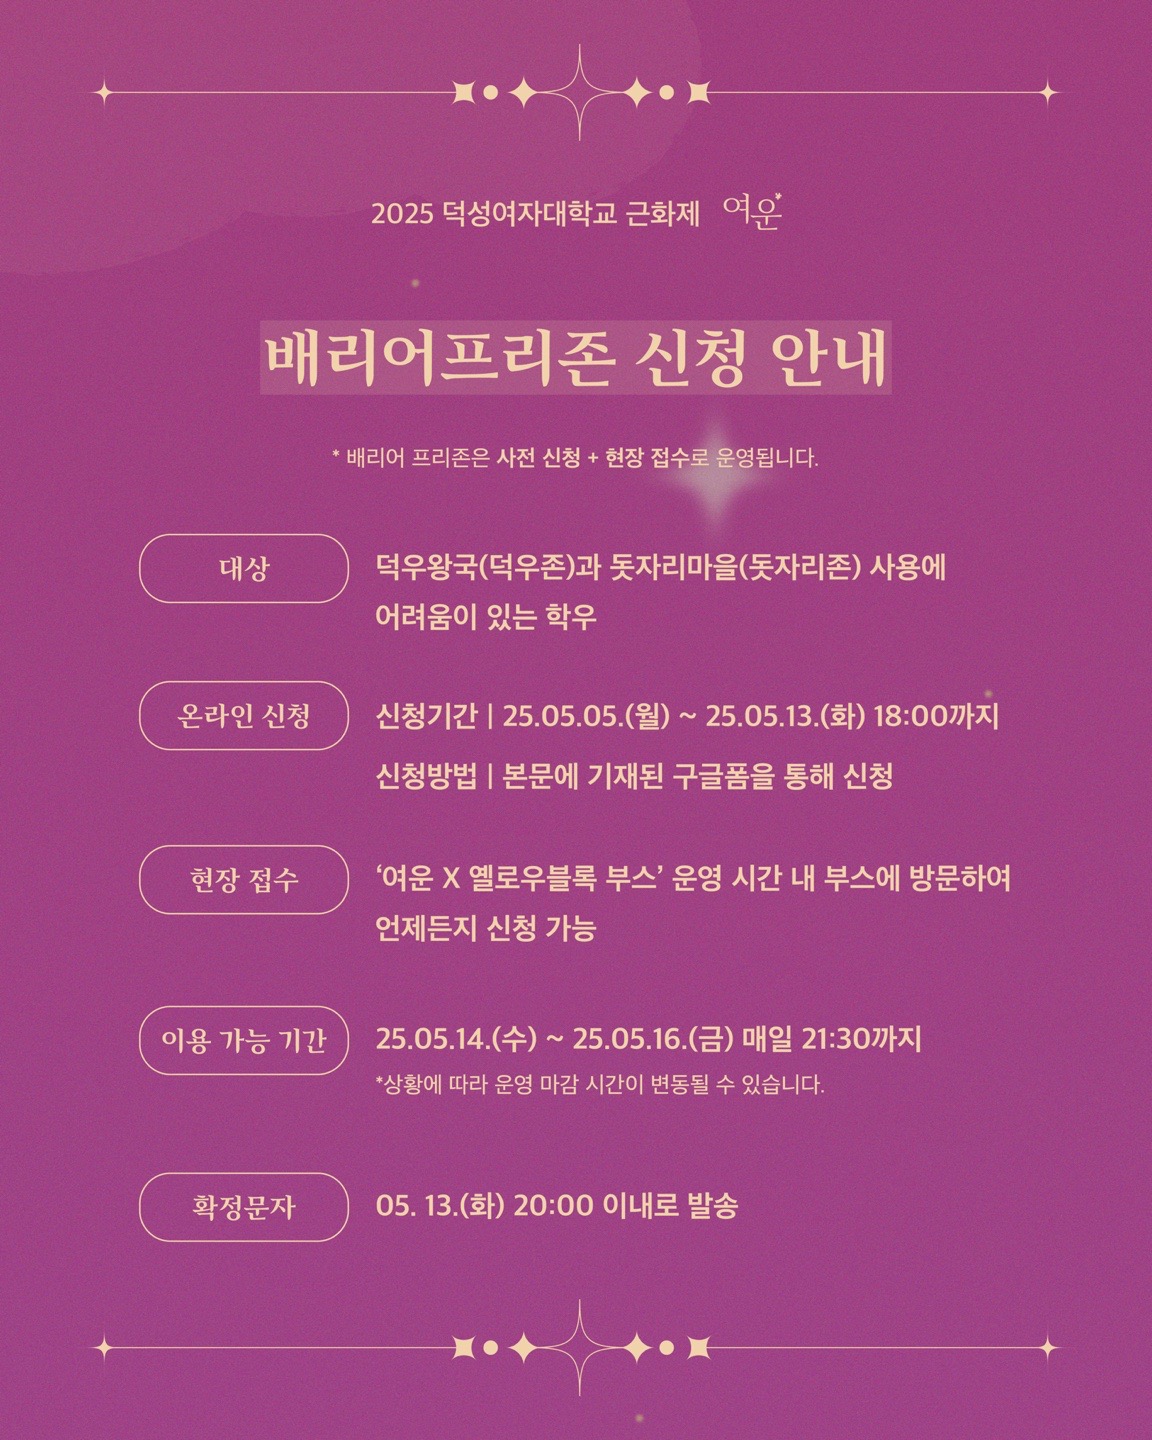 2025 덕성여자대학교 근화제 여운
배리어프리존 신청 안내
* 배리어 프리존은 사전 신청 + 현장 접수로 운영됩니다.
대상
덕우왕국(덕우존)과 돗자리마을(돗자리존) 사용에
어려움이 있는 학우
온라인 신청
신청기간 | 25.05.05.(월) ~ 25.05.13.(화) 18:00까지
신청방법 | 본문에 기재된 구글폼을 통해 신청
현장 접수
‘여운 X 옐로우블록 부스’ 운영 시간 내 부스에 방문하여
언제든지 신청 가능
이용 가능 기간
25.05.14.(수) ~ 25.05.16.(금) 매일 21:30까지
*상황에 따라 운영 마감 시간이 변동될 수 있습니다.
확정문자
05. 13.(화) 20:00 이내로 발송